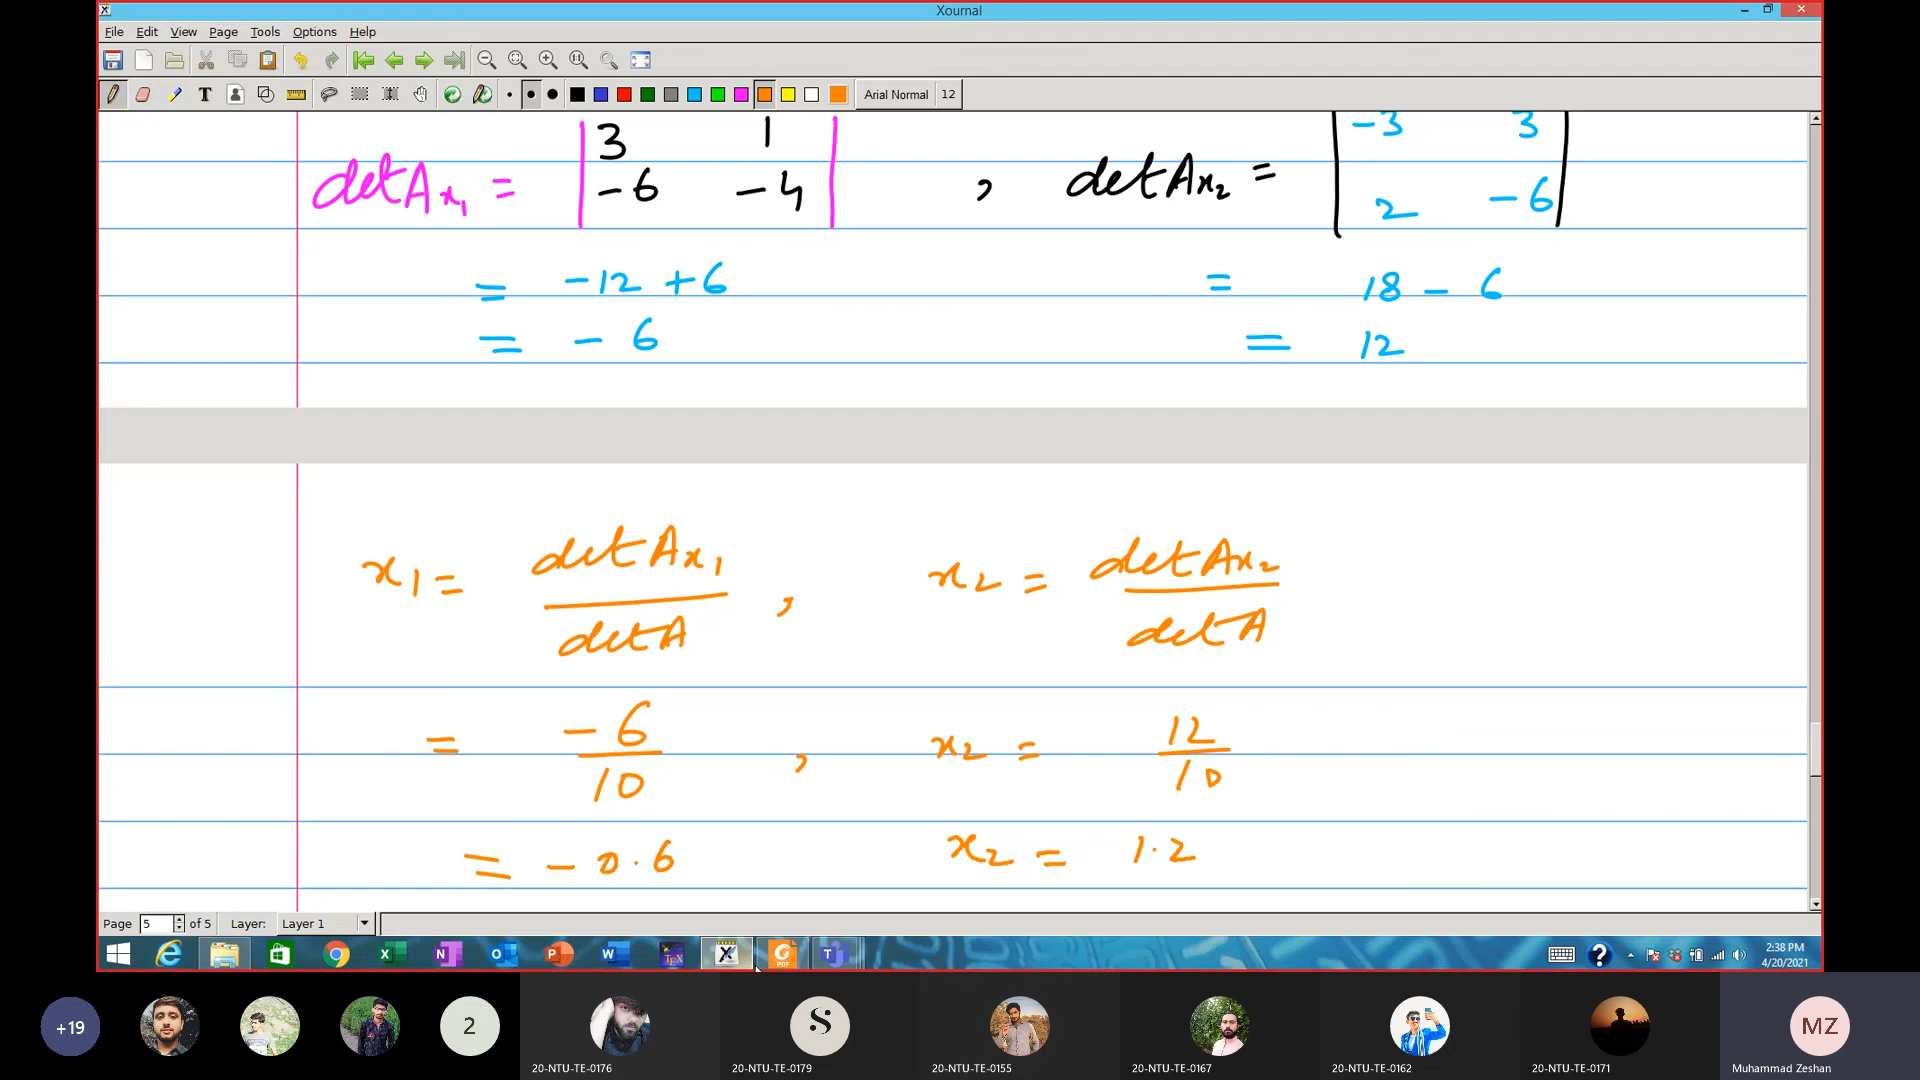 Xournal
File Edit View Page Tools Options Help
Arial Normal 12
detAx₁ = | 3 1 | , detAx₂ = | -3 3 |
| -6 -4 | | 2 -6 |
= -12 + 6 = 18 - 6
= - 6 = 12
x₁ = detAx₁ / detA , x₂ = detAx₂ / detA
= -6/10 , x₂ = 12/10
= - 0.6 x₂ = 1.2
Page 5 of 5 Layer: Layer 1
2:38 PM
4/20/2021
+19 2 S MZ
20-NTU-TE-0176 20-NTU-TE-0179 20-NTU-TE-0155 20-NTU-TE-0167 20-NTU-TE-0162 20-NTU-TE-0171 Muhammad Zeshan